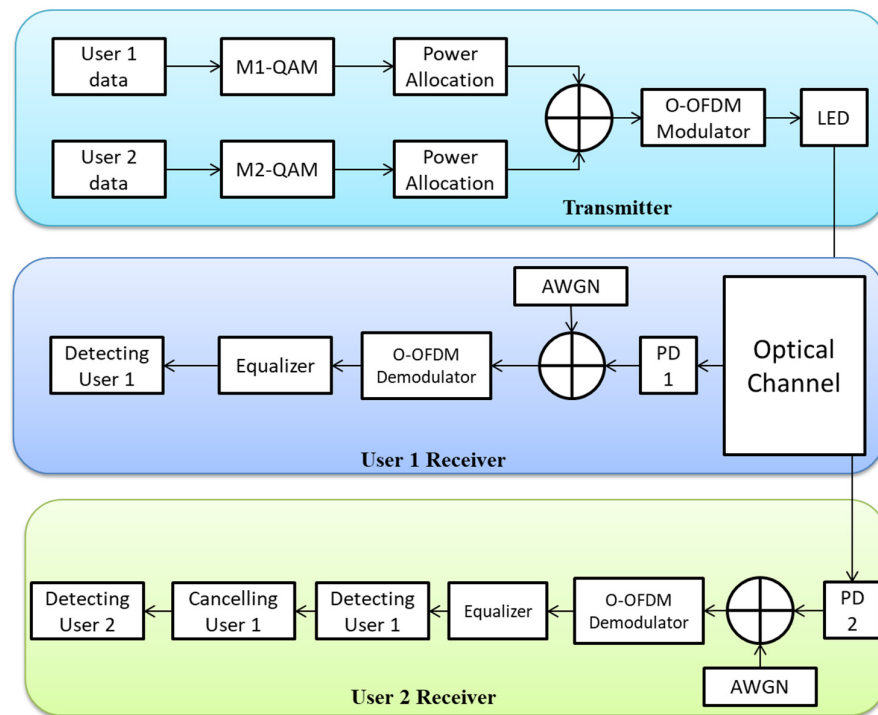 User 1
data
M1-QAM
Power
Allocation
O-OFDM
Modulator
LED
User 2
data
M2-QAM
Power
Allocation
Transmitter
AWGN
Detecting
User 1
Equalizer
O-OFDM
Demodulator
PD
1
Optical
Channel
User 1 Receiver
Detecting
User 2
Cancelling
User 1
Detecting
User 1
Equalizer
O-OFDM
Demodulator
PD
2
AWGN
User 2 Receiver